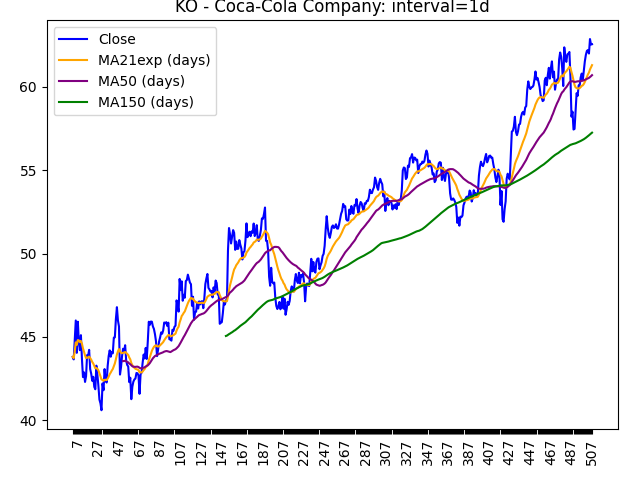 KO - Coca-Cola Company: interval=1d
Close
MA21exp (days)
MA50 (days)
MA150 (days)
60
55
50
45
40
7 27 47 67 87 107 127 147 167 187 207 227 247 267 287 307 327 347 367 387 407 427 447 467 487 507